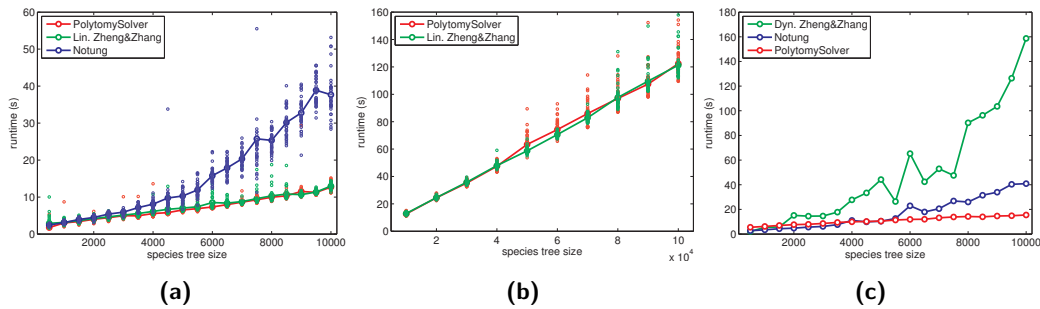 60
50
40
30
20
10
0
runtime (s)
2000 4000 6000 8000 10000
species tree size
PolytomySolver
Lin. Zheng&Zhang
Notung
(a)
160
140
120
100
80
60
40
20
0
runtime (s)
2 4 6 8 10
x 10⁴
species tree size
PolytomySolver
Lin. Zheng&Zhang
(b)
180
160
140
120
100
80
60
40
20
0
runtime (s)
2000 4000 6000 8000 10000
species tree size
Dyn. Zheng&Zhang
Notung
PolytomySolver
(c)